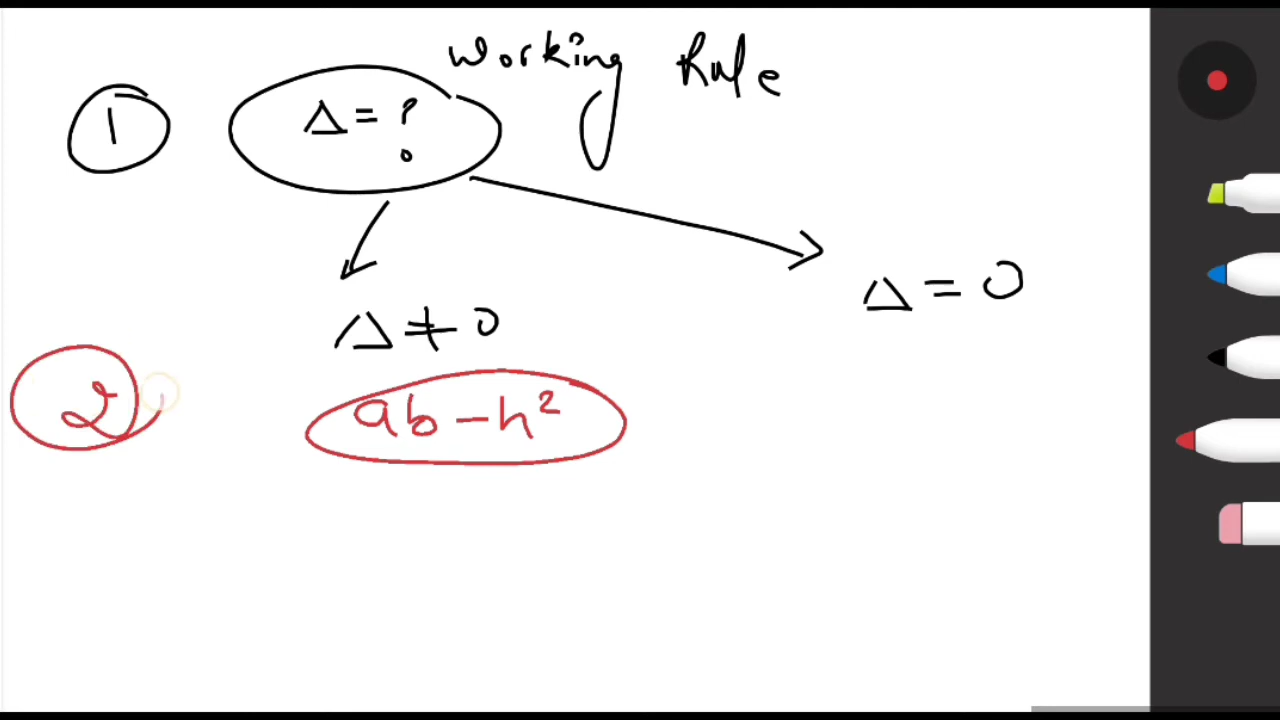 Working Rule
1 Δ = ?
Δ ≠ 0
Δ = 0
2 ab - h²